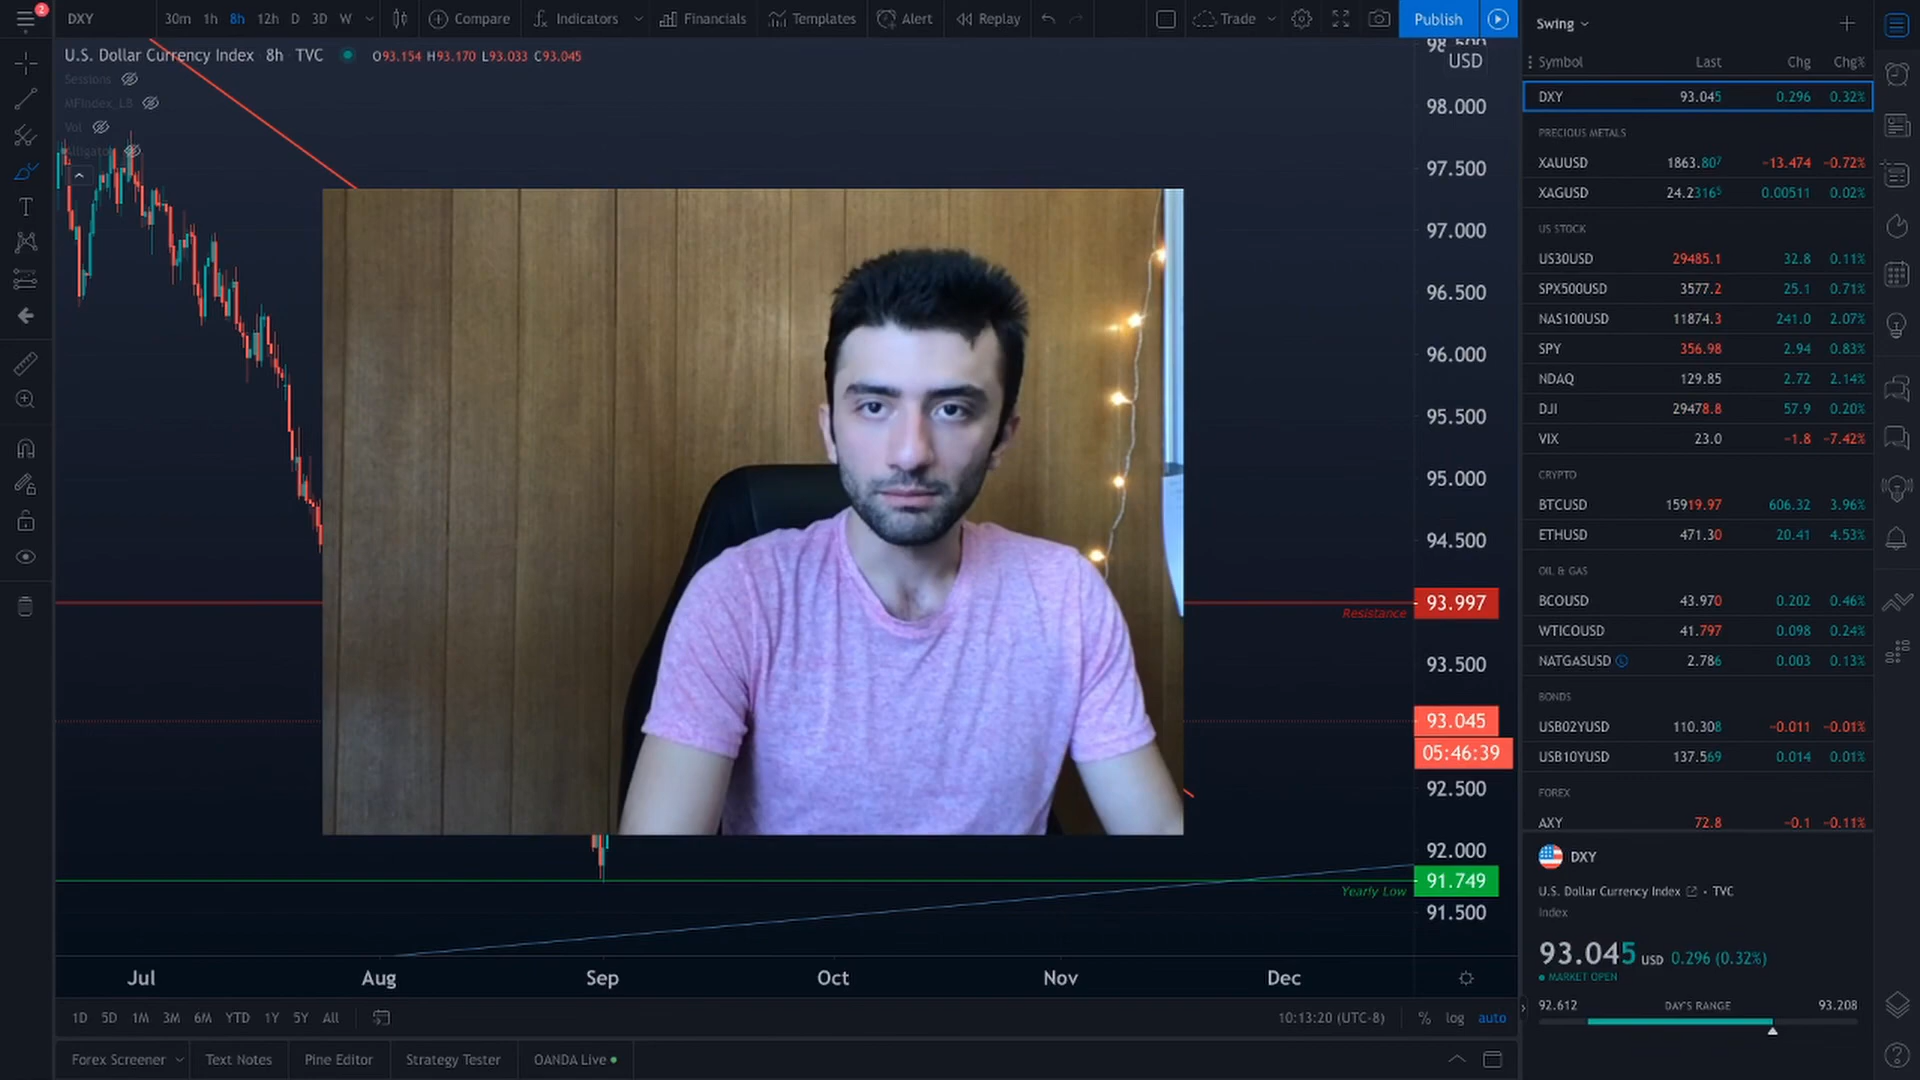 2
DXY 30m 1h 8h 12h D 3D W Compare Indicators Financials Templates Alert Replay Trade Publish
U.S. Dollar Currency Index 8h TVC O93.154 H93.170 L93.033 C93.045
Sessions
MFIndex_LB
Vol
Alligator
USD
98.000
97.500
97.000
96.500
96.000
95.500
95.000
94.500
93.997
Resistance
93.500
93.045
05:46:39
92.500
92.000
91.749
Yearly Low
91.500
Jul Aug Sep Oct Nov Dec
1D 5D 1M 3M 6M YTD 1Y 5Y All 10:13:20 (UTC-8) % log auto
Forex Screener Text Notes Pine Editor Strategy Tester OANDA Live
Swing
Symbol Last Chg Chg%
DXY 93.045 0.296 0.32%
PRECIOUS METALS
XAUUSD 1863.807 −13.474 −0.72%
XAGUSD 24.23165 0.00511 0.02%
US STOCK
US30USD 29485.1 32.8 0.11%
SPX500USD 3577.2 25.1 0.71%
NAS100USD 11874.3 241.0 2.07%
SPY 356.98 2.94 0.83%
NDAQ 129.85 2.72 2.14%
DJI 29478.8 57.9 0.20%
VIX 23.0 −1.8 −7.42%
CRYPTO
BTCUSD 15919.97 606.32 3.96%
ETHUSD 471.30 20.41 4.53%
OIL & GAS
BCOUSD 43.970 0.202 0.46%
WTICOUSD 41.797 0.098 0.24%
NATGASUSD 2.786 0.003 0.13%
BONDS
USB02YUSD 110.308 −0.011 −0.01%
USB10YUSD 137.569 0.014 0.01%
FOREX
AXY 72.8 −0.1 −0.11%
DXY
U.S. Dollar Currency Index • TVC
Index
93.045 USD 0.296 (0.32%)
MARKET OPEN
92.612 DAY'S RANGE 93.208